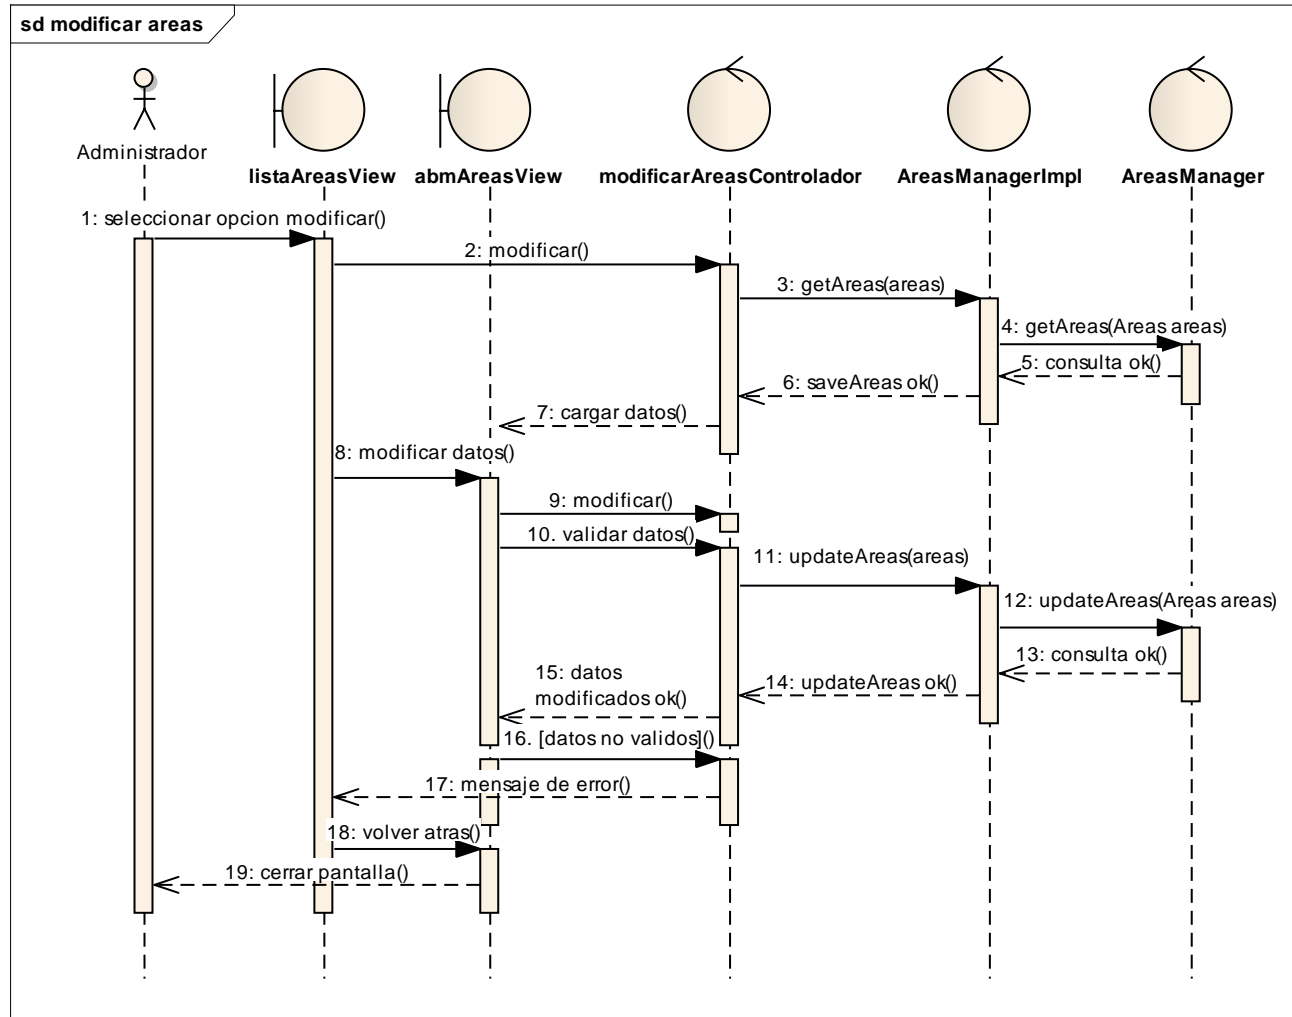 sd modificar areas
Administrador
listaAreasView
abmAreasView
modificarAreasControlador
AreasManagerImpl
AreasManager
1: seleccionar opcion modificar()
2: modificar()
3: getAreas(areas)
4: getAreas(Areas areas)
5: consulta ok()
6: saveAreas ok()
7: cargar datos()
8: modificar datos()
9: modificar()
10. validar datos()
11: updateAreas(areas)
12: updateAreas(Areas areas)
13: consulta ok()
14: updateAreas ok()
15: datos
modificados ok()
16. [datos no validos]()
17: mensaje de error()
18: volver atras()
19: cerrar pantalla()